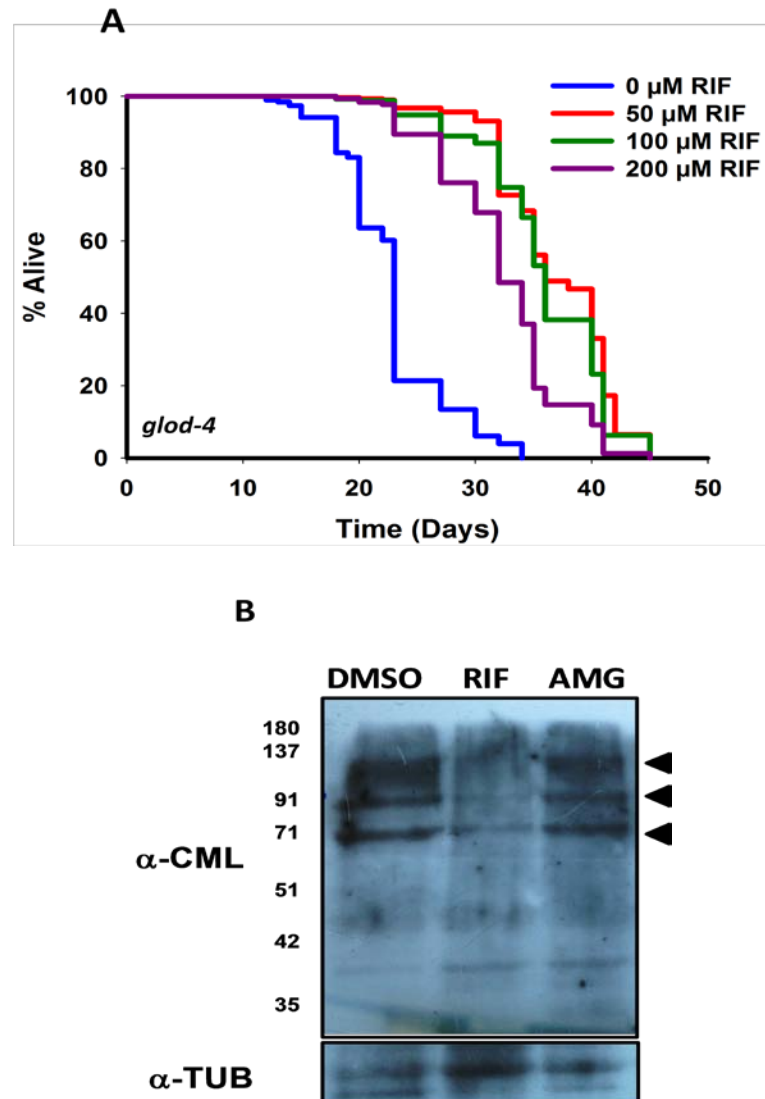 A
100
80
60
40
20
0
% Alive
0 µM RIF
50 µM RIF
100 µM RIF
200 µM RIF
glod-4
0 10 20 30 40 50
Time (Days)
B
DMSO RIF AMG
180
137
91
71
51
42
35
α-CML
α-TUB